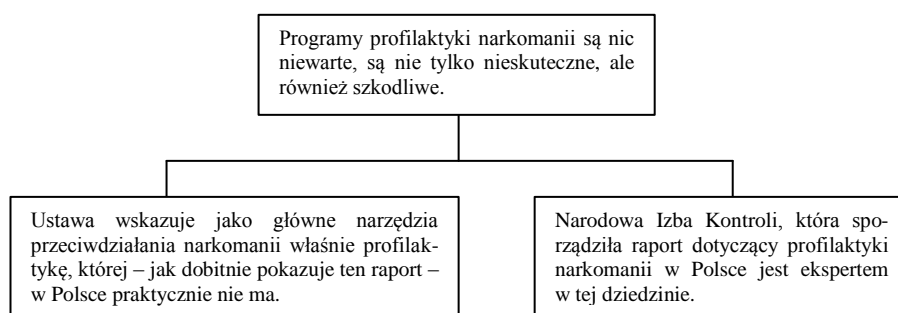 Programy profilaktyki narkomanii są nic
niewarte, są nie tylko nieskuteczne, ale
również szkodliwe.
Ustawa wskazuje jako główne narzędzia
przeciwdziałania narkomanii właśnie profilak-
tykę, której – jak dobitnie pokazuje ten raport –
w Polsce praktycznie nie ma.
Narodowa Izba Kontroli, która spo-
rządziła raport dotyczący profilaktyki
narkomanii w Polsce jest ekspertem
w tej dziedzinie.